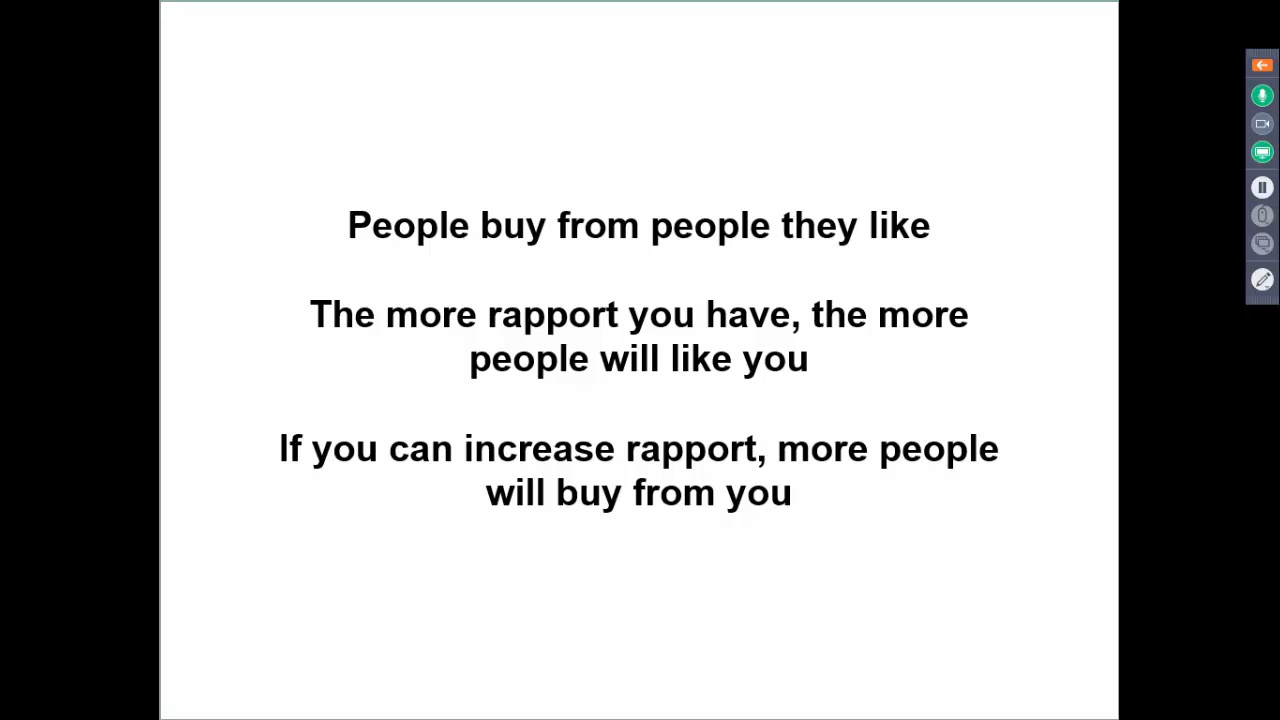 People buy from people they like
The more rapport you have, the more
people will like you
If you can increase rapport, more people
will buy from you